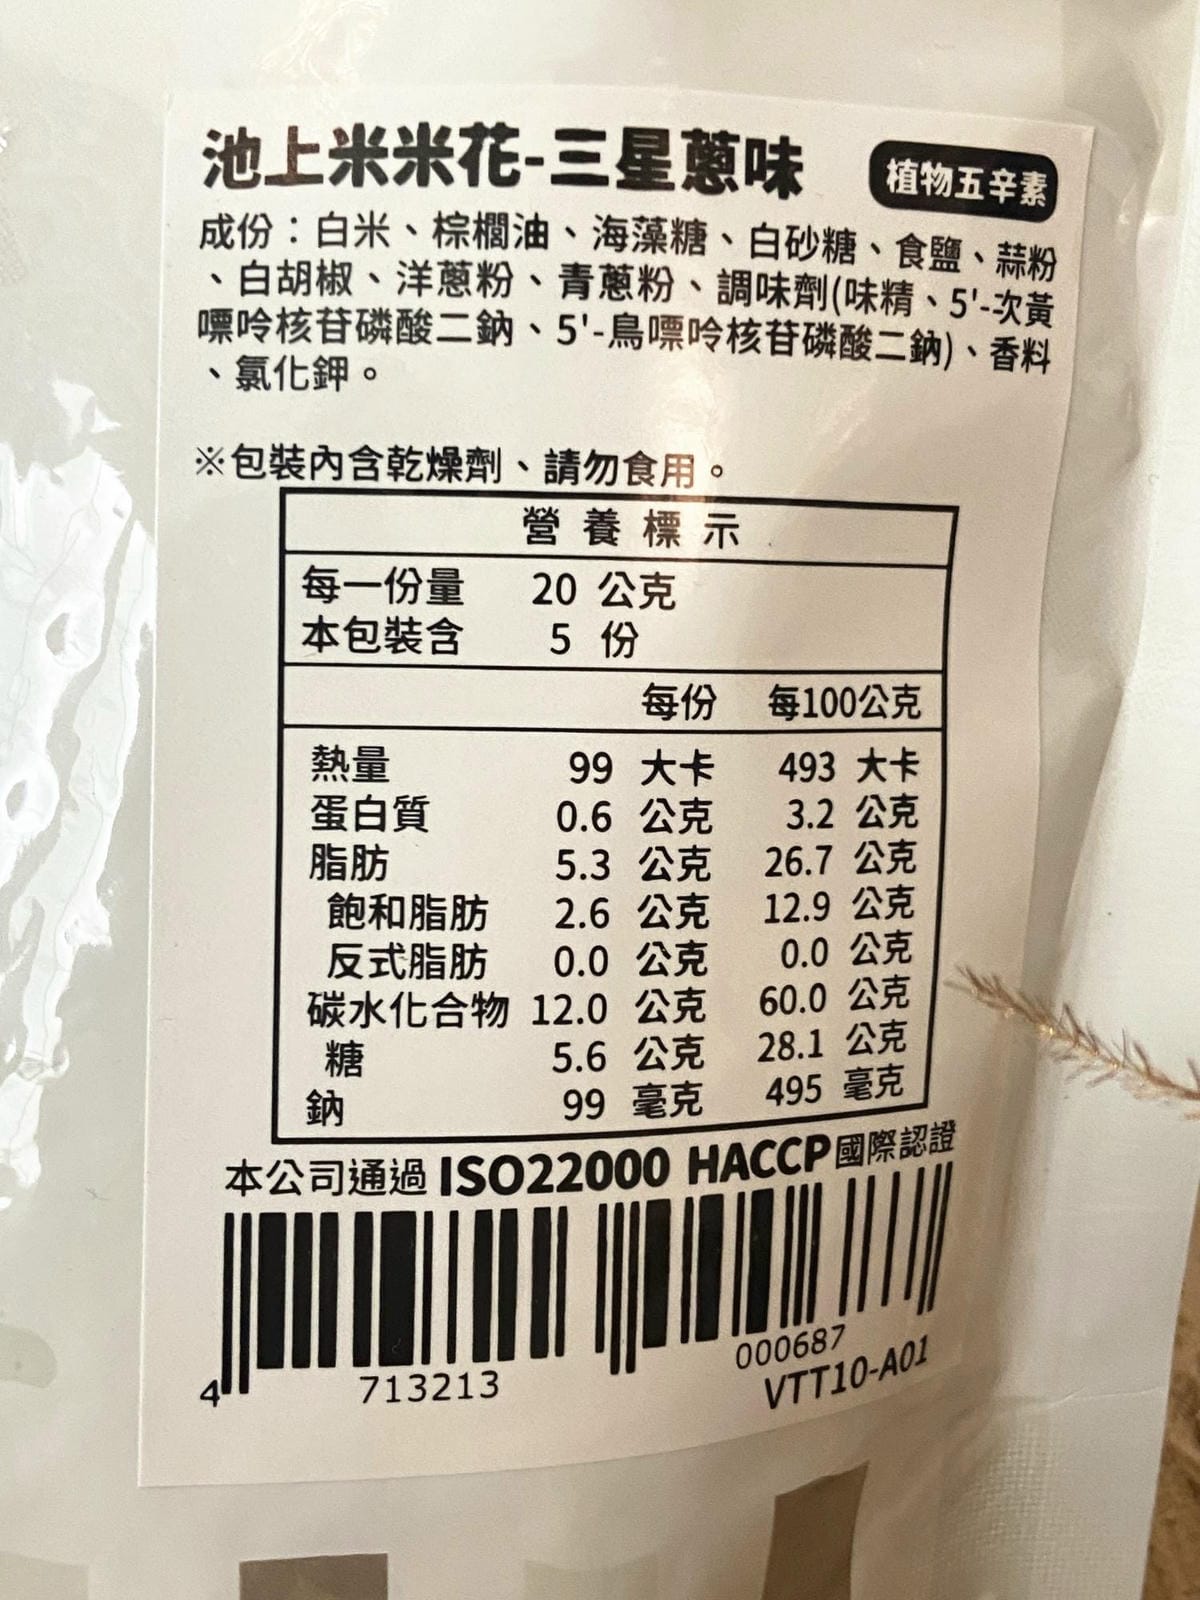 池上米米花-三星蔥味
植物五辛素
成份：白米、棕櫚油、海藻糖、白砂糖、食鹽、蒜粉
、白胡椒、洋蔥粉、青蔥粉、調味劑(味精、5'-次黃
嘌呤核苷磷酸二鈉、5'-鳥嘌呤核苷磷酸二鈉)、香料
、氯化鉀。
※包裝內含乾燥劑、請勿食用。
營養標示
每一份量 20 公克
本包裝含 5 份
每份 每100公克
熱量 99 大卡 493 大卡
蛋白質 0.6 公克 3.2 公克
脂肪 5.3 公克 26.7 公克
飽和脂肪 2.6 公克 12.9 公克
反式脂肪 0.0 公克 0.0 公克
碳水化合物 12.0 公克 60.0 公克
糖 5.6 公克 28.1 公克
鈉 99 毫克 495 毫克
本公司通過 ISO22000 HACCP國際認證
4 713213 000687
VTT10-A01